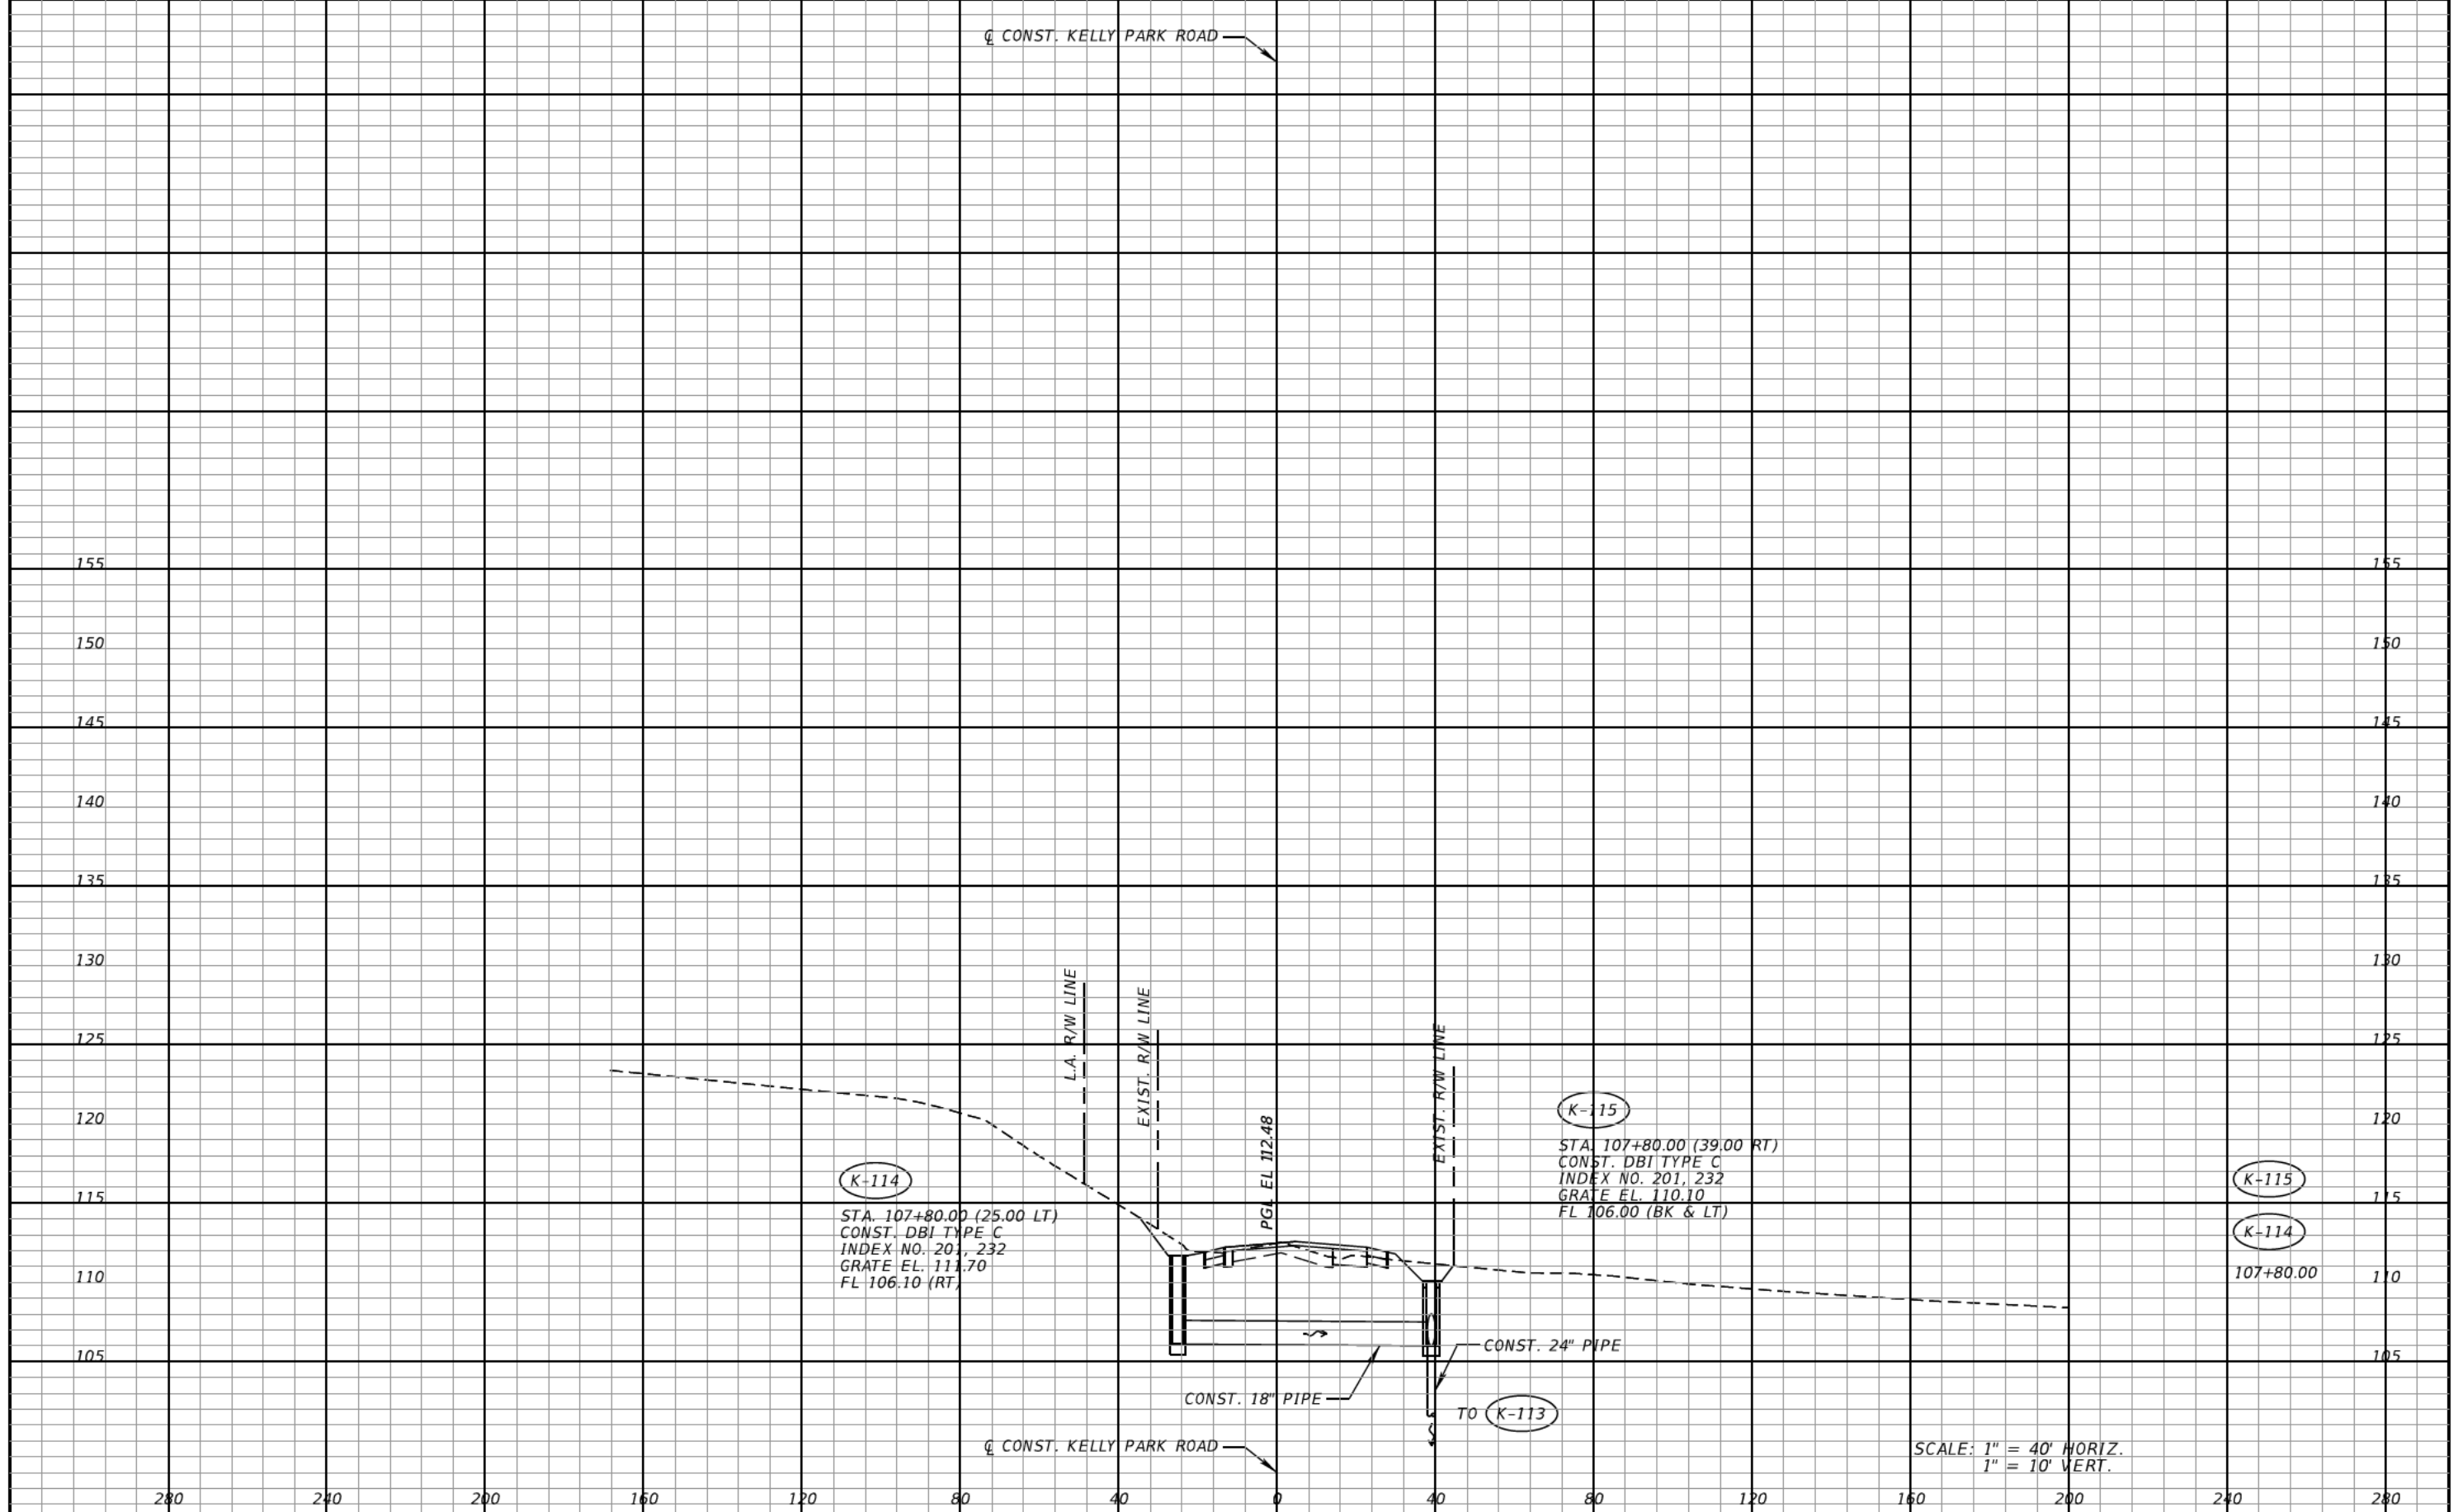 ℄ CONST. KELLY PARK ROAD
155 155
150 150
145 145
140 140
135 135
130 130
125 125
120 120
115 115
110 110
105 105
L.A. R/W LINE
EXIST. R/W LINE
PGL EL 112.48
EXIST. R/W LINE
K-114
STA. 107+80.00 (25.00 LT)
CONST. DBI TYPE C
INDEX NO. 201, 232
GRATE EL. 111.70
FL 106.10 (RT)
K-115
STA. 107+80.00 (39.00 RT)
CONST. DBI TYPE C
INDEX NO. 201, 232
GRATE EL. 110.10
FL 106.00 (BK & LT)
K-115
K-114
107+80.00
CONST. 24" PIPE
CONST. 18" PIPE
TO K-113
℄ CONST. KELLY PARK ROAD
SCALE: 1" = 40' HORIZ.
1" = 10' VERT.
280 240 200 160 120 80 40 0 40 80 120 160 200 240 280